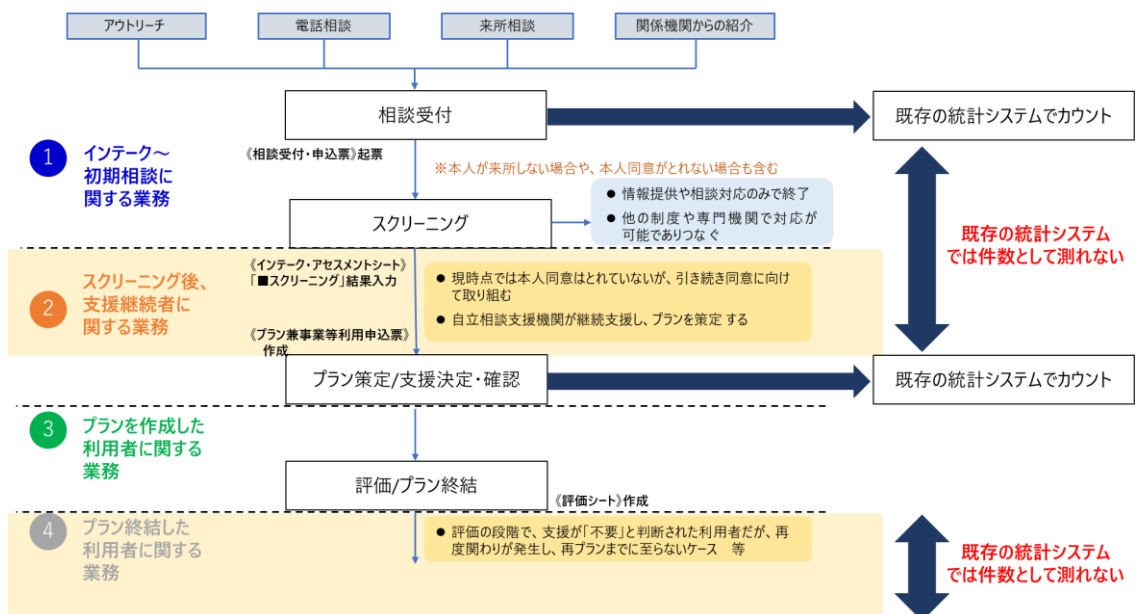 アウトリーチ
電話相談
来所相談
関係機関からの紹介
相談受付
既存の統計システムでカウント
1
インテーク～
初期相談に
関する業務
《相談受付・申込票》起票
※本人が来所しない場合や、本人同意がとれない場合も含む
● 情報提供や相談対応のみで終了
● 他の制度や専門機関で対応が
可能でありつなぐ
スクリーニング
既存の統計システム
では件数として測れない
2
スクリーニング後、
支援継続者に
関する業務
《インテーク・アセスメントシート》
「■スクリーニング」結果入力
● 現時点では本人同意はとれていないが、引き続き同意に向け
て取り組む
● 自立相談支援機関が継続支援し、プランを策定する
《プラン兼事業等利用申込票》
作成
プラン策定/支援決定・確認
既存の統計システムでカウント
3
プランを作成した
利用者に関する
業務
評価/プラン終結
《評価シート》作成
4
プラン終結した
利用者に関する
業務
● 評価の段階で、支援が「不要」と判断された利用者だが、再
度関わりが発生し、再プランまでに至らないケース　等
既存の統計システム
では件数として測れない